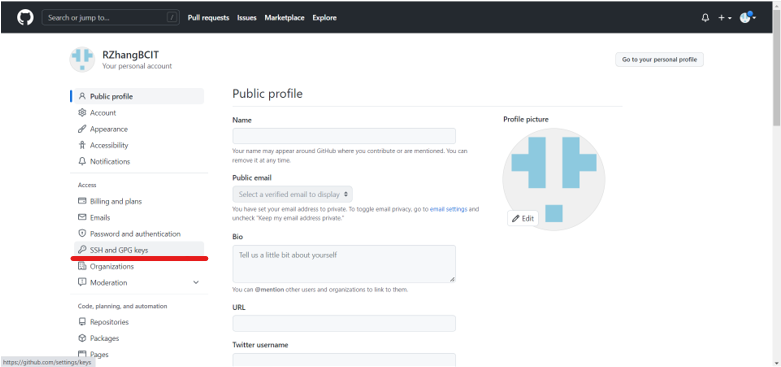 Search or jump to... /
Pull requests Issues Marketplace Explore
RZhangBCIT
Your personal account
Go to your personal profile
Public profile
Account
Appearance
Accessibility
Notifications
Access
Billing and plans
Emails
Password and authentication
SSH and GPG keys
Organizations
Moderation
Code, planning, and automation
Repositories
Packages
Pages
https://github.com/settings/keys
Public profile
Name
Your name may appear around GitHub where you contribute or are mentioned. You can
remove it at any time.
Public email
Select a verified email to display
You have set your email address to private. To toggle email privacy, go to email settings and
uncheck "Keep my email address private."
Bio
Tell us a little bit about yourself
You can @mention other users and organizations to link to them.
URL
Twitter username
Profile picture
Edit